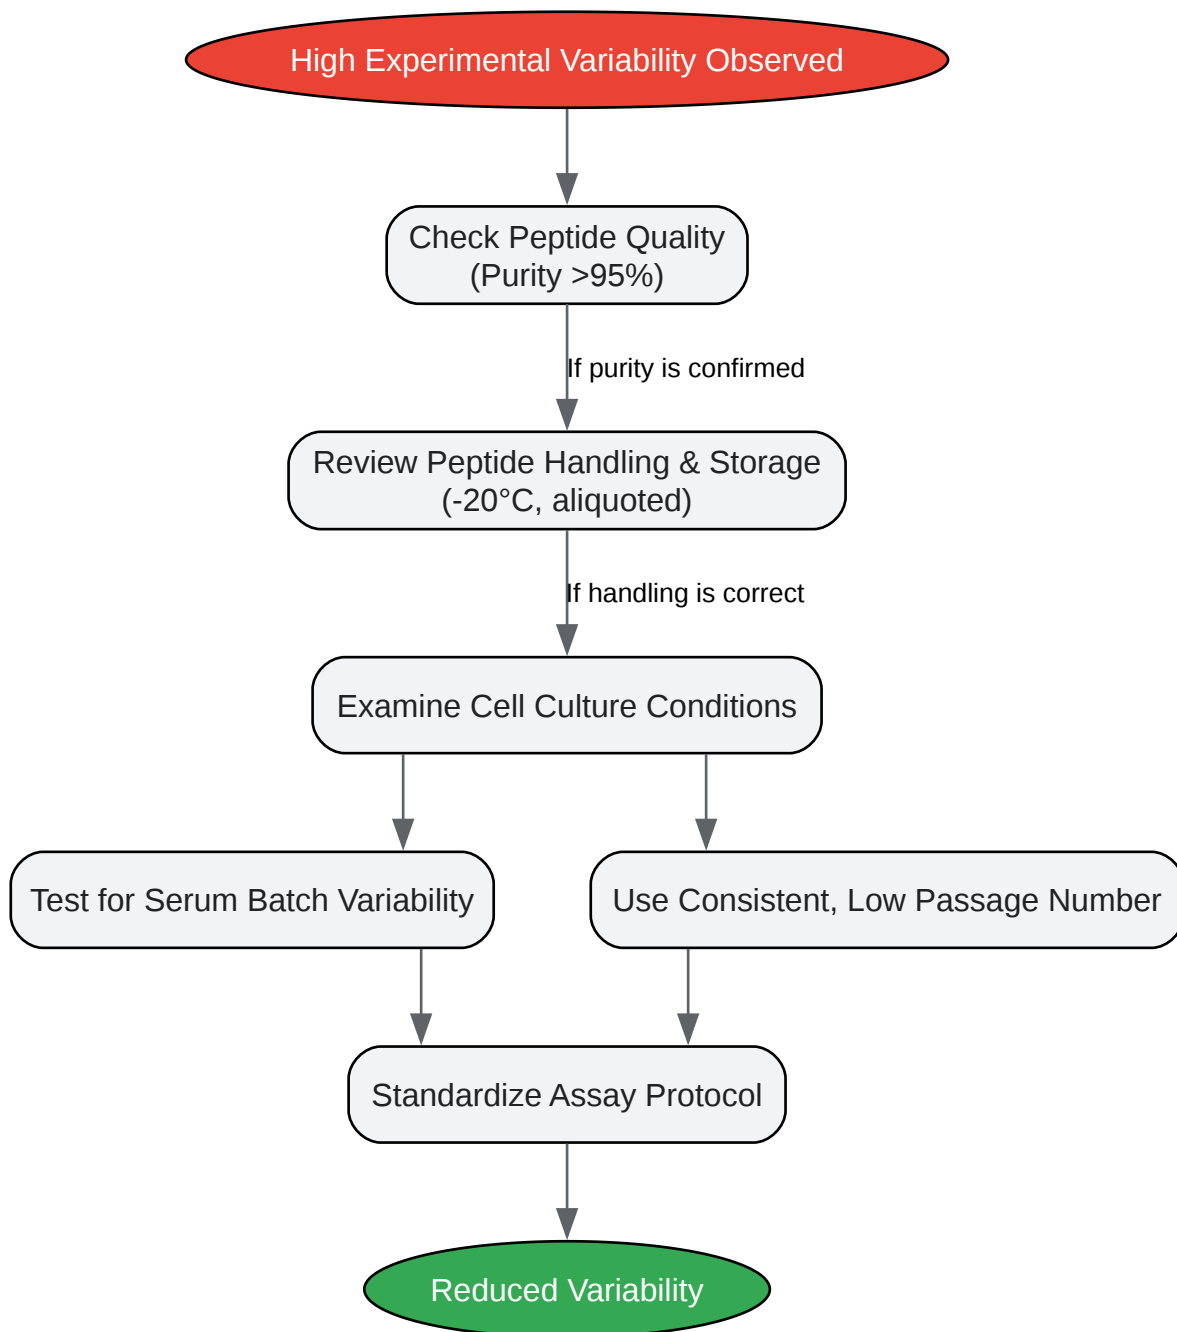 High Experimental Variability Observed
Check Peptide Quality
(Purity >95%)
If purity is confirmed
Review Peptide Handling & Storage
(-20°C, aliquoted)
If handling is correct
Examine Cell Culture Conditions
Test for Serum Batch Variability
Use Consistent, Low Passage Number
Standardize Assay Protocol
Reduced Variability